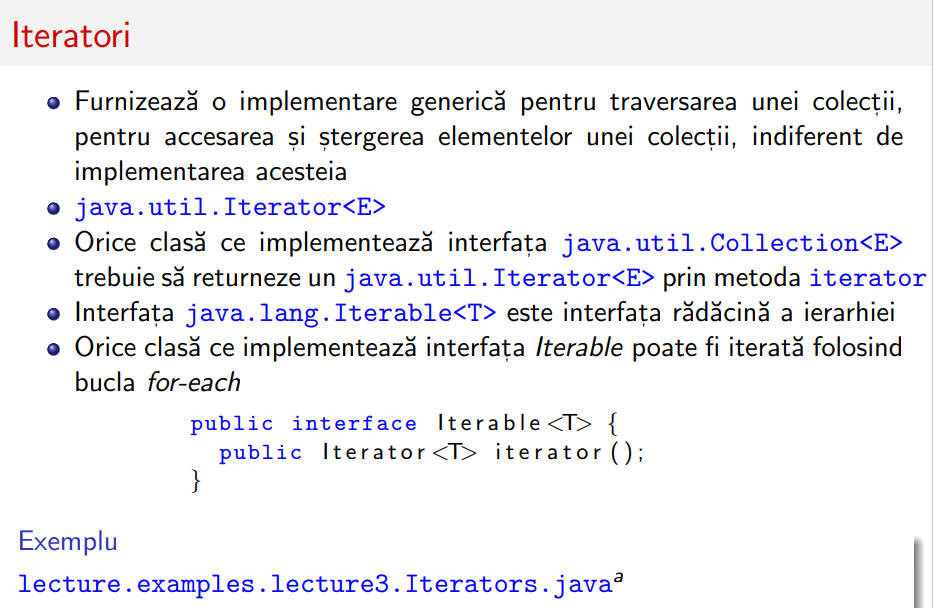 Iteratori
Furnizează o implementare generică pentru traversarea unei colecții,
pentru accesarea și ștergerea elementelor unei colecții, indiferent de
implementarea acesteia
java.util.Iterator<E>
Orice clasă ce implementează interfața java.util.Collection<E>
trebuie să returneze un java.util.Iterator<E> prin metoda iterator
Interfața java.lang.Iterable<T> este interfața rădăcină a ierarhiei
Orice clasă ce implementează interfața Iterable poate fi iterată folosind
bucla for-each
public interface Iterable<T> {
public Iterator<T> iterator();
}
Exemplu
lecture.examples.lecture3.Iterators.javaᵃ